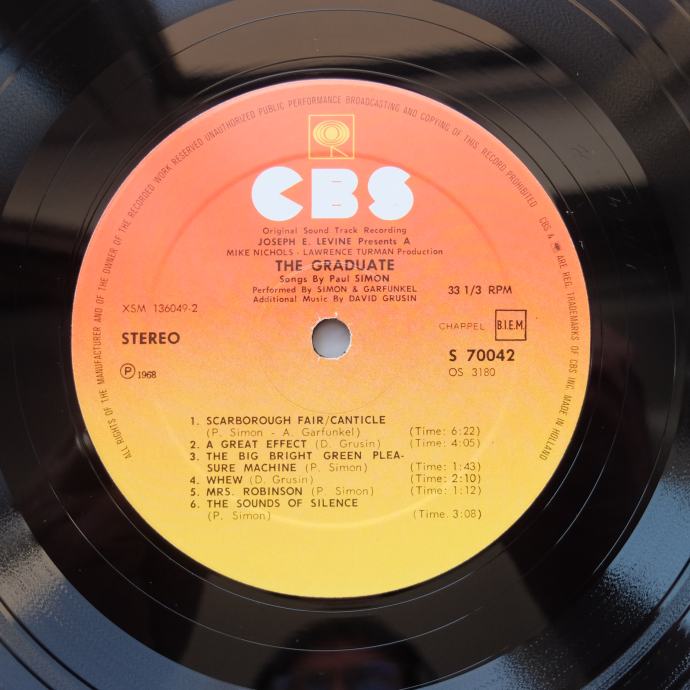 ALL RIGHTS OF THE MANUFACTURER AND OF THE OWNER OF THE RECORDED WORK RESERVED UNAUTHORIZED PUBLIC PERFORMANCE BROADCASTING AND COPYING OF THIS RECORD PROHIBITED
CBS & ARE REG. TRADEMARKS OF CBS INC. MADE IN HOLLAND
CBS
Original Sound Track Recording
JOSEPH E. LEVINE Presents A
MIKE NICHOLS - LAWRENCE TURMAN Production
THE GRADUATE
Songs By Paul SIMON
Performed By SIMON & GARFUNKEL
Additional Music By DAVID GRUSIN
33 1/3 RPM
XSM 136049-2
STEREO
Ⓟ 1968
CHAPPEL B.I.E.M.
S 70042
OS 3180
1. SCARBOROUGH FAIR/CANTICLE
(P. Simon - A. Garfunkel) (Time: 6:22)
2. A GREAT EFFECT (D. Grusin) (Time: 4:05)
3. THE BIG BRIGHT GREEN PLEA-
SURE MACHINE (P. Simon) (Time: 1:43)
4. WHEW (D. Grusin) (Time: 2:10)
5. MRS. ROBINSON (P. Simon) (Time: 1:12)
6. THE SOUNDS OF SILENCE
(P. Simon) (Time. 3:08)